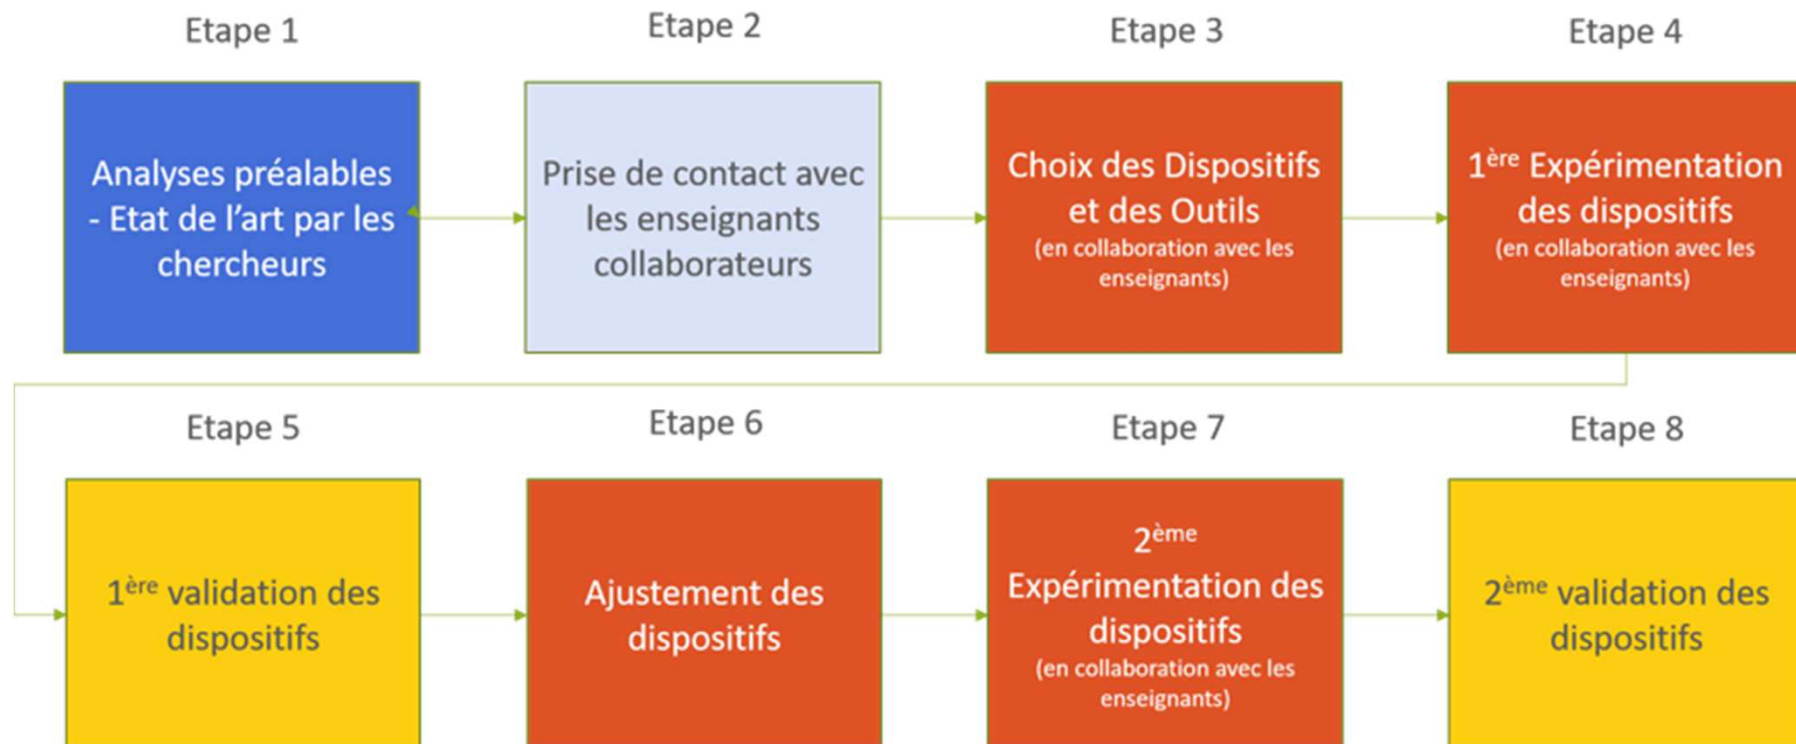 Etape 1
Analyses préalables
- Etat de l'art par les
chercheurs
Etape 2
Prise de contact avec
les enseignants
collaborateurs
Etape 3
Choix des Dispositifs
et des Outils
(en collaboration avec les
enseignants)
Etape 4
1ère Expérimentation
des dispositifs
(en collaboration avec les
enseignants)
Etape 5
1ère validation des
dispositifs
Etape 6
Ajustement des
dispositifs
Etape 7
2ème
Expérimentation des
dispositifs
(en collaboration avec les
enseignants)
Etape 8
2ème validation des
dispositifs